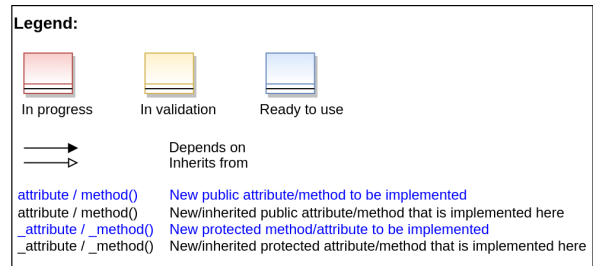 Legend:
In progress In validation Ready to use
Depends on
Inherits from
attribute / method() New public attribute/method to be implemented
attribute / method() New/inherited public attribute/method that is implemented here
_attribute / _method() New protected method/attribute to be implemented
_attribute / _method() New/inherited protected attribute/method that is implemented here